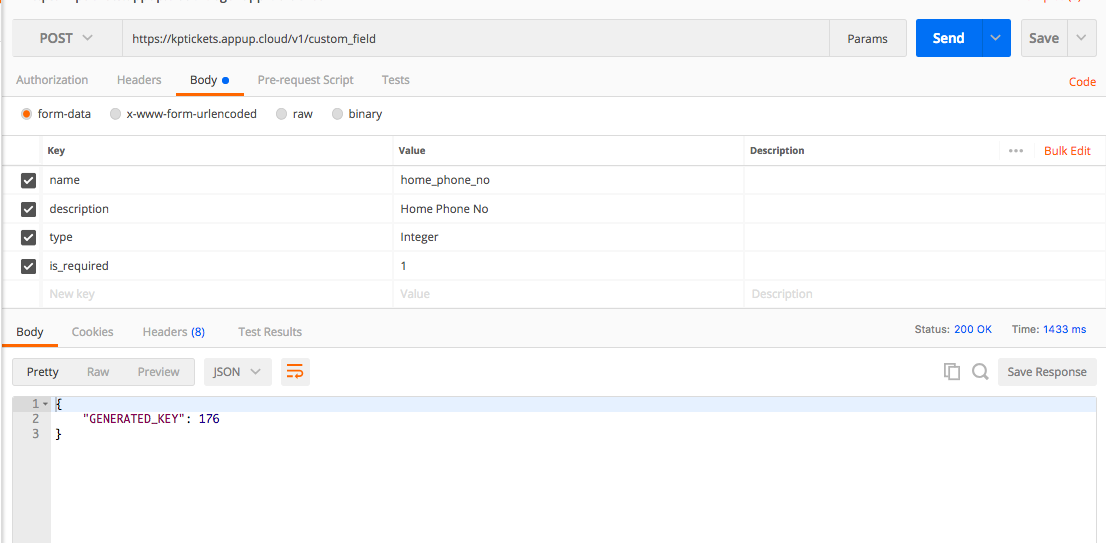 POST https://kptickets.appup.cloud/v1/custom_field Params Send Save
Authorization Headers Body Pre-request Script Tests Code
form-data x-www-form-urlencoded raw binary
Key Value Description ••• Bulk Edit
name home_phone_no
description Home Phone No
type Integer
is_required 1
New key Value Description
Body Cookies Headers (8) Test Results Status: 200 OK Time: 1433 ms
Pretty Raw Preview JSON Save Response
1 {
2 "GENERATED_KEY": 176
3 }